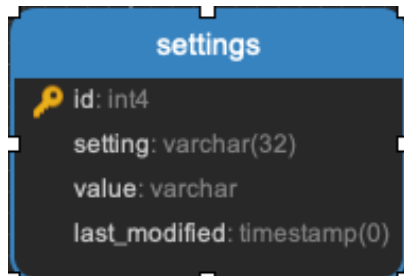 settings
id: int4
setting: varchar(32)
value: varchar
last_modified: timestamp(0)